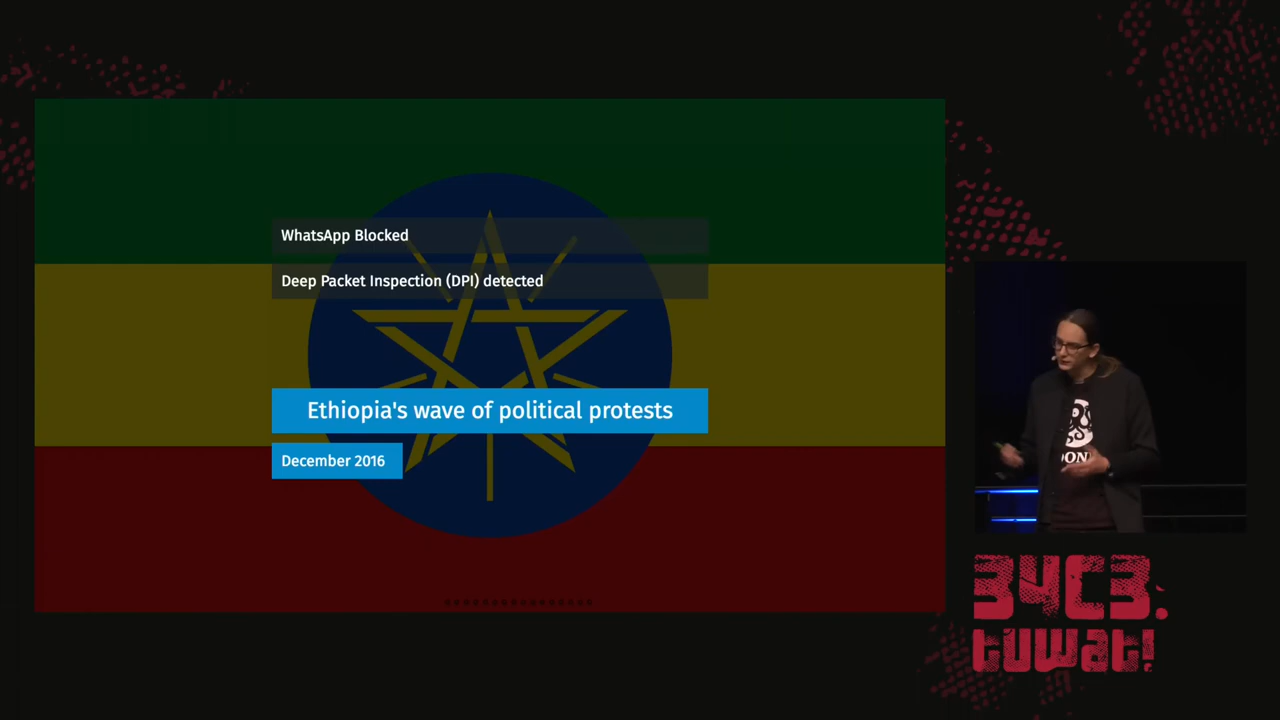 WhatsApp Blocked
Deep Packet Inspection (DPI) detected
Ethiopia's wave of political protests
December 2016
34C3.
tuwat!